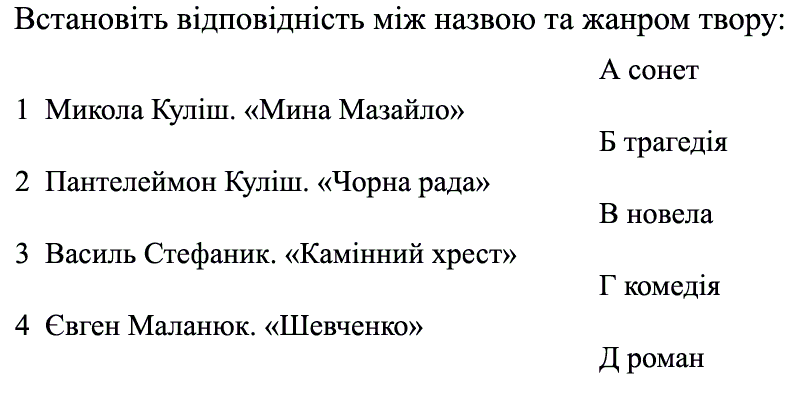 Встановіть відповідність між назвою та жанром твору:
А сонет
1 Микола Куліш. «Мина Мазайло»
Б трагедія
2 Пантелеймон Куліш. «Чорна рада»
В новела
3 Василь Стефаник. «Камінний хрест»
Г комедія
4 Євген Маланюк. «Шевченко»
Д роман